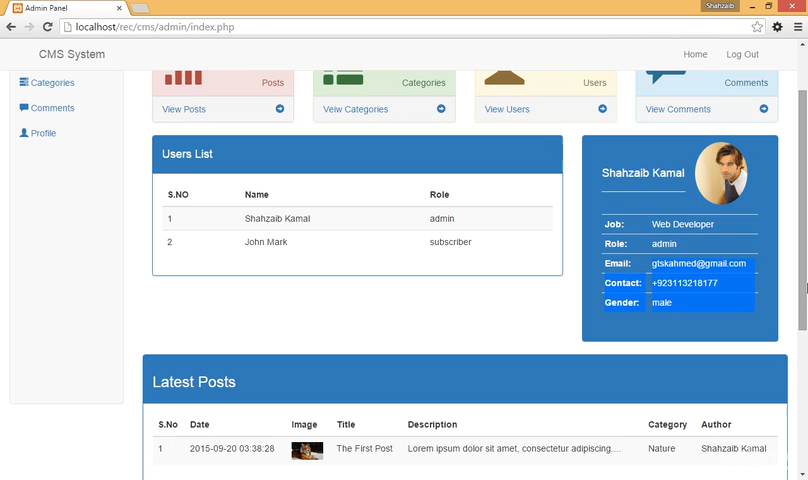 Admin Panel
Shahzaib
localhost/rec/cms/admin/index.php
CMS System
Home
Log Out
Categories
Comments
Profile
Posts
Categories
Users
Comments
View Posts
Veiw Categories
View Users
View Comments
Users List
S.NO Name Role
1 Shahzaib Kamal admin
2 John Mark subscriber
Shahzaib Kamal
Job: Web Developer
Role: admin
Email: gtskahmed@gmail.com
Contact: +923113218177
Gender: male
Latest Posts
S.No Date Image Title Description Category Author
1 2015-09-20 03:38:28 The First Post Lorem ipsum dolor sit amet, consectetur adipiscing.... Nature Shahzaib Kamal